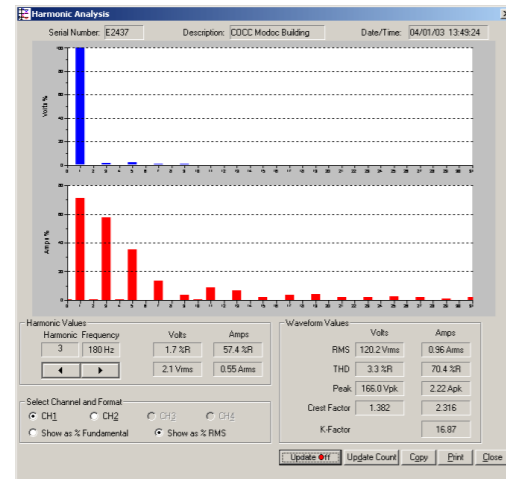 Harmonic Analysis
Serial Number: E2437 Description: COCC Modoc Building Date/Time: 04/01/03 13:49:24
Volts %
Amps %
Harmonic Values
Harmonic Frequency Volts Amps
3 180 Hz 1.7 %R 57.4 %R
2.1 Vrms 0.55 Arms
Waveform Values
Volts Amps
RMS 120.2 Vrms 0.96 Arms
THD 3.3 %R 70.4 %R
Peak 166.0 Vpk 2.22 Apk
Crest Factor 1.382 2.316
K-Factor 16.87
Select Channel and Format
CH1 CH2 CH3 CH4
Show as % Fundamental Show as % RMS
Update Off Update Count Copy Print Close